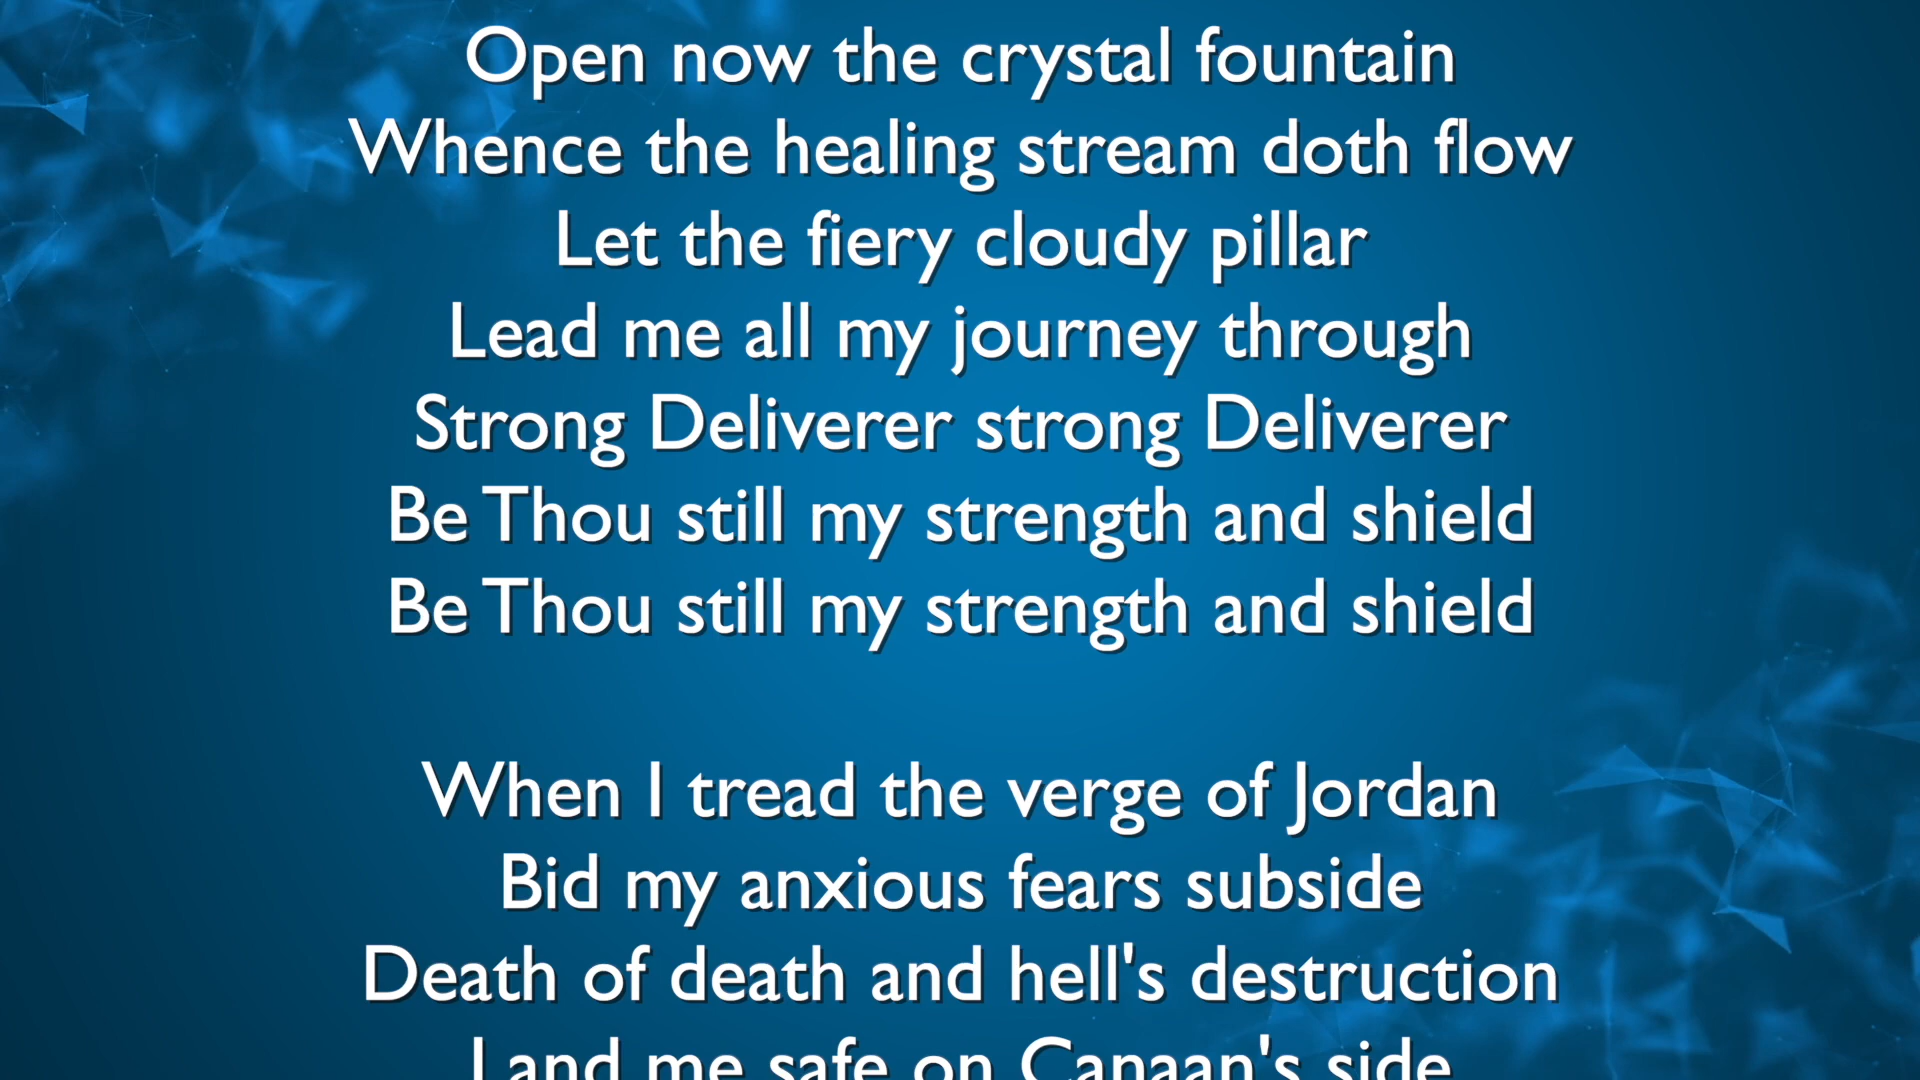 Open now the crystal fountain
Whence the healing stream doth flow
Let the fiery cloudy pillar
Lead me all my journey through
Strong Deliverer strong Deliverer
Be Thou still my strength and shield
Be Thou still my strength and shield
When I tread the verge of Jordan
Bid my anxious fears subside
Death of death and hell's destruction
Land me safe on Canaan's side